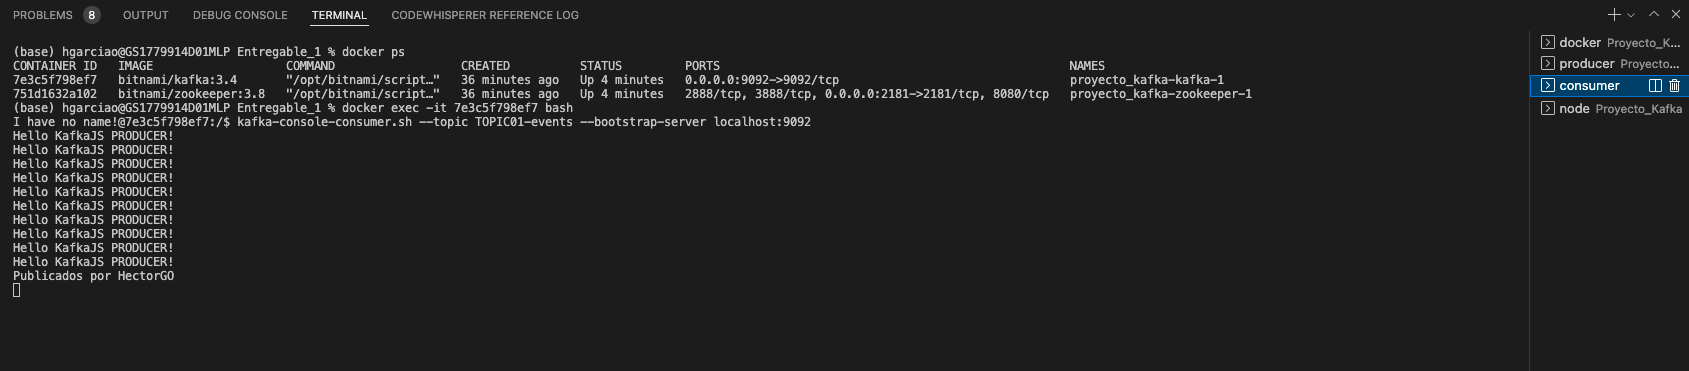 PROBLEMS 8 OUTPUT DEBUG CONSOLE TERMINAL CODEWHISPERER REFERENCE LOG
(base) hgarciao@GS1779914D01MLP Entregable_1 % docker ps
CONTAINER ID IMAGE COMMAND CREATED STATUS PORTS NAMES
7e3c5f798ef7 bitnami/kafka:3.4 "/opt/bitnami/script…" 36 minutes ago Up 4 minutes 0.0.0.0:9092->9092/tcp proyecto_kafka-kafka-1
751d1632a102 bitnami/zookeeper:3.8 "/opt/bitnami/script…" 36 minutes ago Up 4 minutes 2888/tcp, 3888/tcp, 0.0.0.0:2181->2181/tcp, 8080/tcp proyecto_kafka-zookeeper-1
(base) hgarciao@GS1779914D01MLP Entregable_1 % docker exec -it 7e3c5f798ef7 bash
I have no name!@7e3c5f798ef7:/$ kafka-console-consumer.sh --topic TOPIC01-events --bootstrap-server localhost:9092
Hello KafkaJS PRODUCER!
Hello KafkaJS PRODUCER!
Hello KafkaJS PRODUCER!
Hello KafkaJS PRODUCER!
Hello KafkaJS PRODUCER!
Hello KafkaJS PRODUCER!
Hello KafkaJS PRODUCER!
Hello KafkaJS PRODUCER!
Hello KafkaJS PRODUCER!
Hello KafkaJS PRODUCER!
Publicados por HectorGO
docker Proyecto_K...
producer Proyecto...
consumer
node Proyecto_Kafka